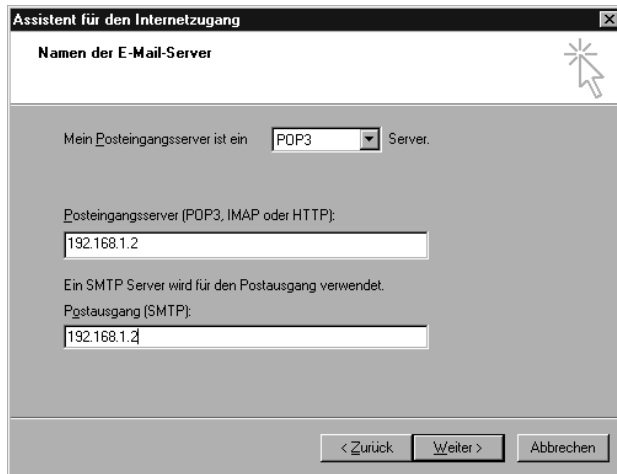 Assistent für den Internetzugang
Namen der E-Mail-Server
Mein Posteingangsserver ist ein POP3 Server.
Posteingangsserver (POP3, IMAP oder HTTP):
192.168.1.2
Ein SMTP Server wird für den Postausgang verwendet.
Postausgang (SMTP):
192.168.1.2
< Zurück Weiter > Abbrechen